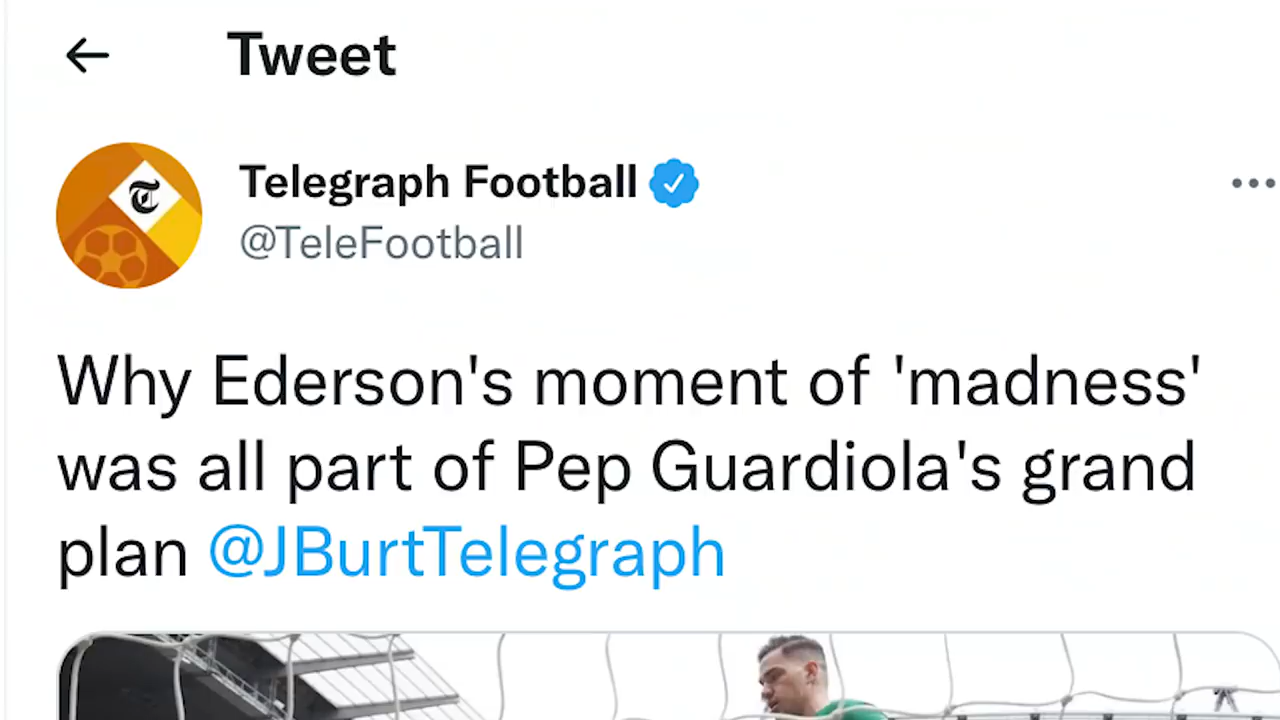 Tweet
T
Telegraph Football
@TeleFootball
Why Ederson's moment of 'madness'
was all part of Pep Guardiola's grand
plan @JBurtTelegraph